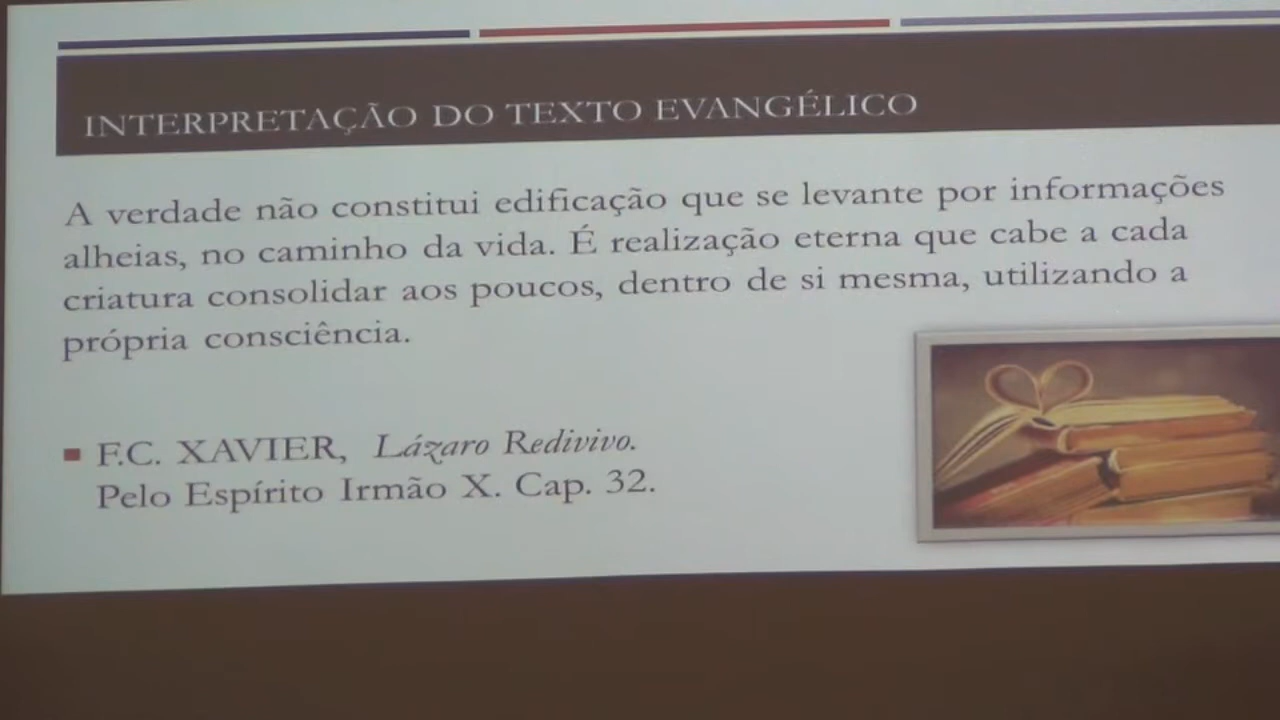 INTERPRETAÇÃO DO TEXTO EVANGÉLICO
A verdade não constitui edificação que se levante por informações
alheias, no caminho da vida. É realização eterna que cabe a cada
criatura consolidar aos poucos, dentro de si mesma, utilizando a
própria consciência.
F.C. XAVIER, Lázaro Redivivo.
Pelo Espírito Irmão X. Cap. 32.